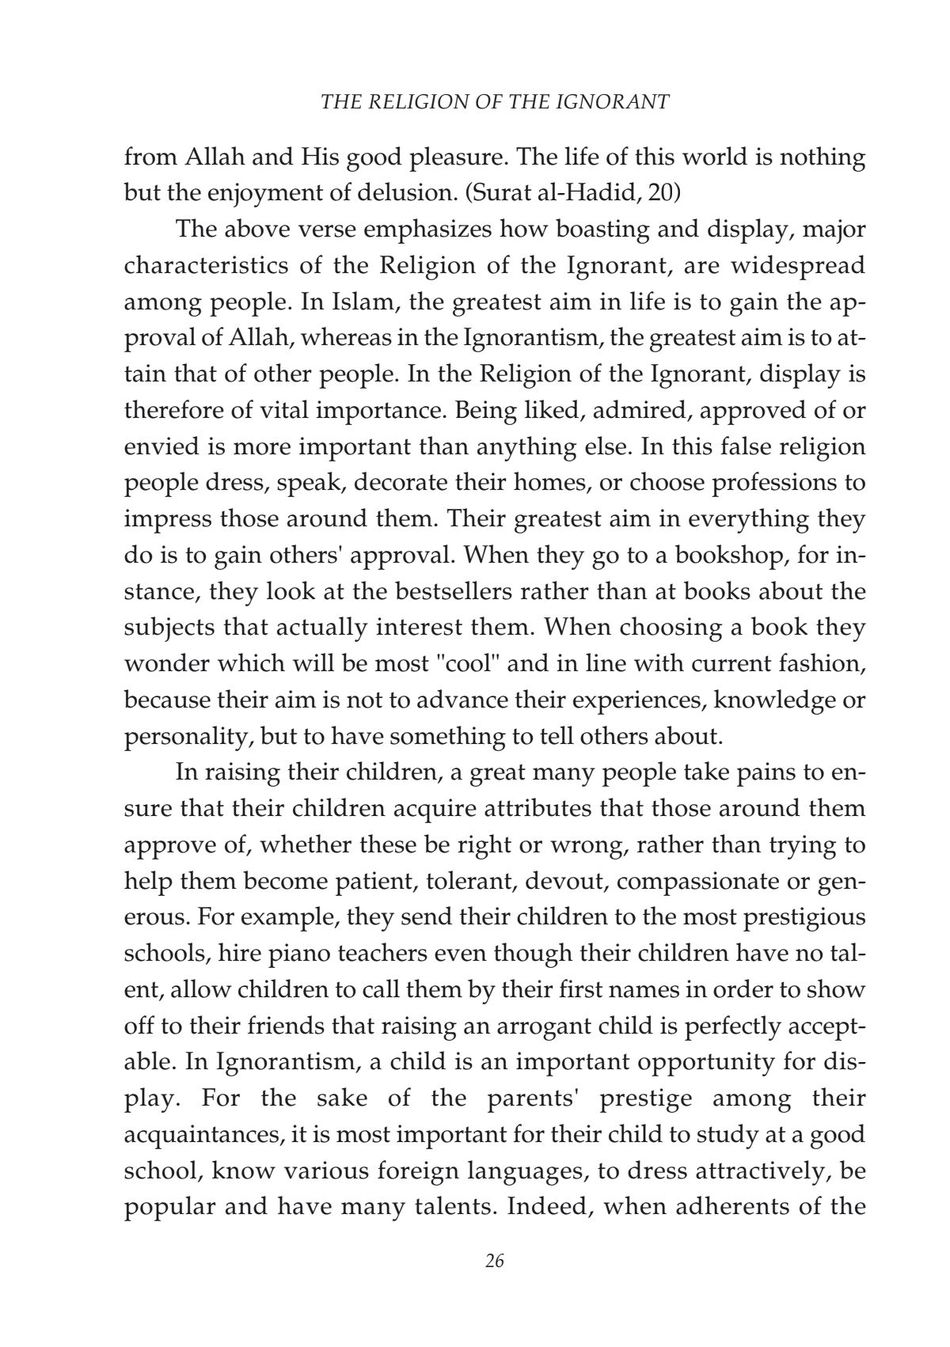 THE RELIGION OF THE IGNORANT
from Allah and His good pleasure. The life of this world is nothing
but the enjoyment of delusion. (Surat al-Hadid, 20)
The above verse emphasizes how boasting and display, major
characteristics of the Religion of the Ignorant, are widespread
among people. In Islam, the greatest aim in life is to gain the ap-
proval of Allah, whereas in the Ignorantism, the greatest aim is to at-
tain that of other people. In the Religion of the Ignorant, display is
therefore of vital importance. Being liked, admired, approved of or
envied is more important than anything else. In this false religion
people dress, speak, decorate their homes, or choose professions to
impress those around them. Their greatest aim in everything they
do is to gain others' approval. When they go to a bookshop, for in-
stance, they look at the bestsellers rather than at books about the
subjects that actually interest them. When choosing a book they
wonder which will be most "cool" and in line with current fashion,
because their aim is not to advance their experiences, knowledge or
personality, but to have something to tell others about.
In raising their children, a great many people take pains to en-
sure that their children acquire attributes that those around them
approve of, whether these be right or wrong, rather than trying to
help them become patient, tolerant, devout, compassionate or gen-
erous. For example, they send their children to the most prestigious
schools, hire piano teachers even though their children have no tal-
ent, allow children to call them by their first names in order to show
off to their friends that raising an arrogant child is perfectly accept-
able. In Ignorantism, a child is an important opportunity for dis-
play. For the sake of the parents' prestige among their
acquaintances, it is most important for their child to study at a good
school, know various foreign languages, to dress attractively, be
popular and have many talents. Indeed, when adherents of the
26